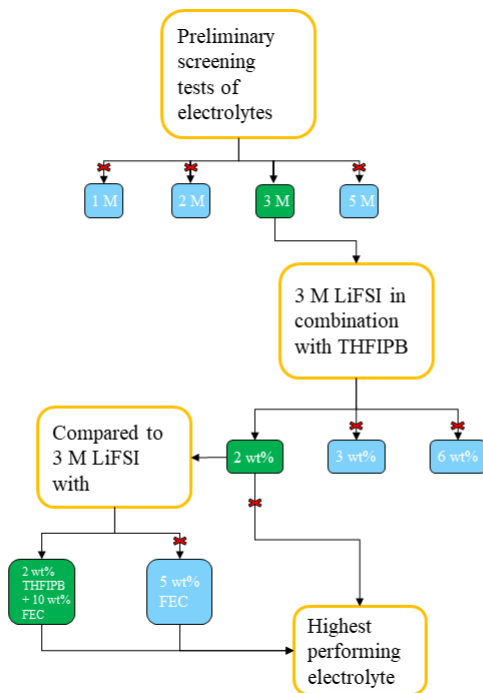 Preliminary
screening
tests of
electrolytes
1 M
2 M
3 M
5 M
3 M LiFSI in
combination
with THFIPB
Compared to
3 M LiFSI
with
2 wt%
3 wt%
6 wt%
2 wt%
THFIPB
+ 10 wt%
FEC
5 wt%
FEC
Highest
performing
electrolyte